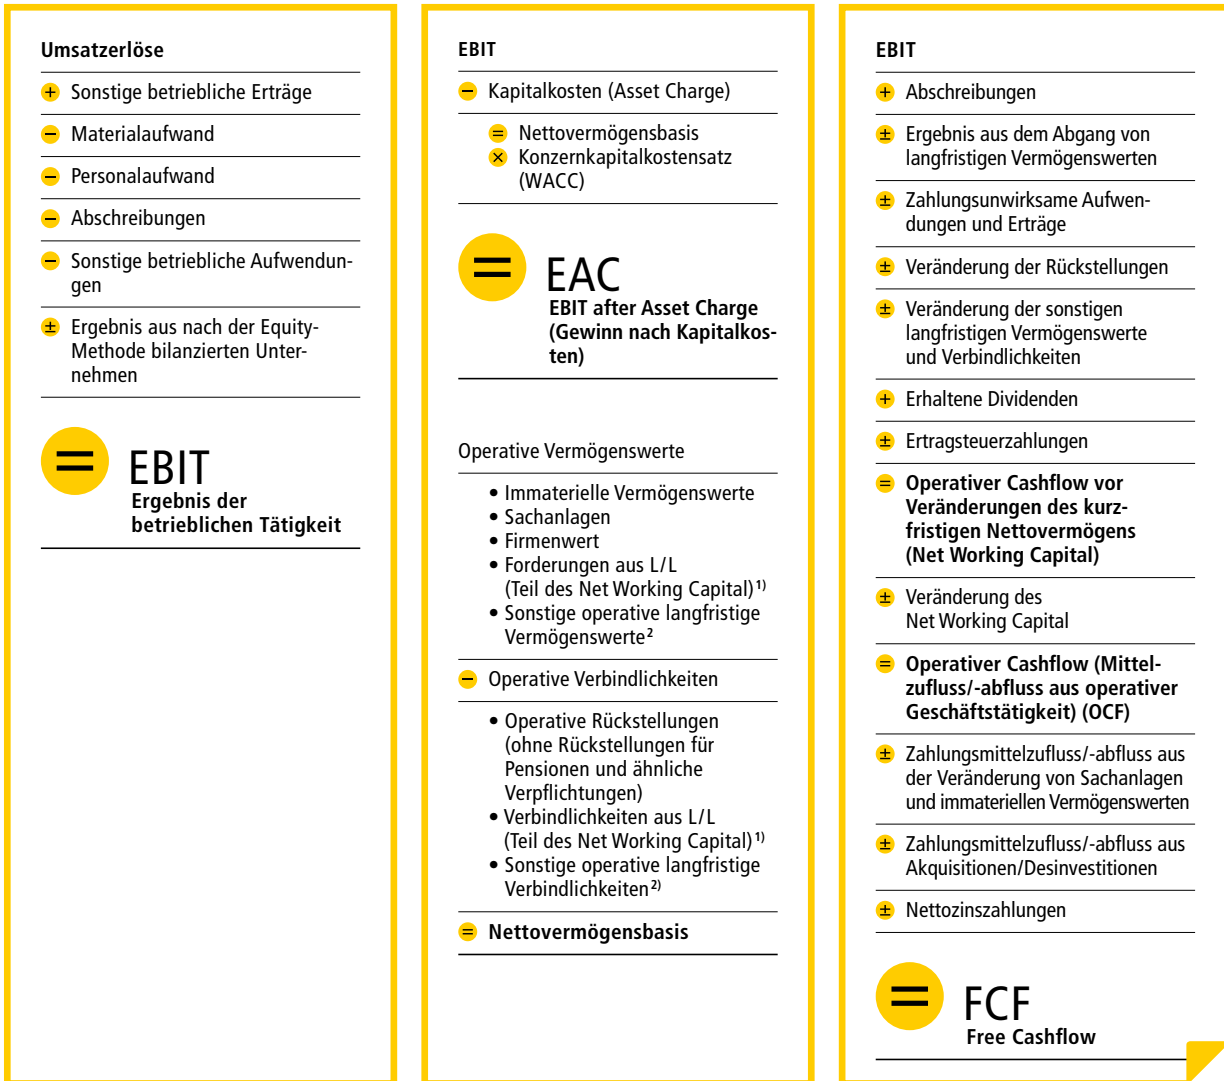 Umsatzerlöse
+ Sonstige betriebliche Erträge
− Materialaufwand
− Personalaufwand
− Abschreibungen
− Sonstige betriebliche Aufwendun-
gen
± Ergebnis aus nach der Equity-
Methode bilanzierten Unter-
nehmen
= EBIT
Ergebnis der
betrieblichen Tätigkeit
EBIT
− Kapitalkosten (Asset Charge)
= Nettovermögensbasis
× Konzernkapitalkostensatz
(WACC)
= EAC
EBIT after Asset Charge
(Gewinn nach Kapitalkos-
ten)
Operative Vermögenswerte
• Immaterielle Vermögenswerte
• Sachanlagen
• Firmenwert
• Forderungen aus L/L
(Teil des Net Working Capital)1)
• Sonstige operative langfristige
Vermögenswerte2
− Operative Verbindlichkeiten
• Operative Rückstellungen
(ohne Rückstellungen für
Pensionen und ähnliche
Verpflichtungen)
• Verbindlichkeiten aus L/L
(Teil des Net Working Capital)1)
• Sonstige operative langfristige
Verbindlichkeiten2)
= Nettovermögensbasis
EBIT
+ Abschreibungen
± Ergebnis aus dem Abgang von
langfristigen Vermögenswerten
± Zahlungsunwirksame Aufwen-
dungen und Erträge
± Veränderung der Rückstellungen
± Veränderung der sonstigen
langfristigen Vermögenswerte
und Verbindlichkeiten
+ Erhaltene Dividenden
± Ertragsteuerzahlungen
= Operativer Cashflow vor
Veränderungen des kurz-
fristigen Nettovermögens
(Net Working Capital)
± Veränderung des
Net Working Capital
= Operativer Cashflow (Mittel-
zufluss/-abfluss aus operativer
Geschäftstätigkeit) (OCF)
± Zahlungsmittelzufluss/-abfluss aus
der Veränderung von Sachanlagen
und immateriellen Vermögenswerten
± Zahlungsmittelzufluss/-abfluss aus
Akquisitionen/Desinvestitionen
± Nettozinszahlungen
= FCF
Free Cashflow